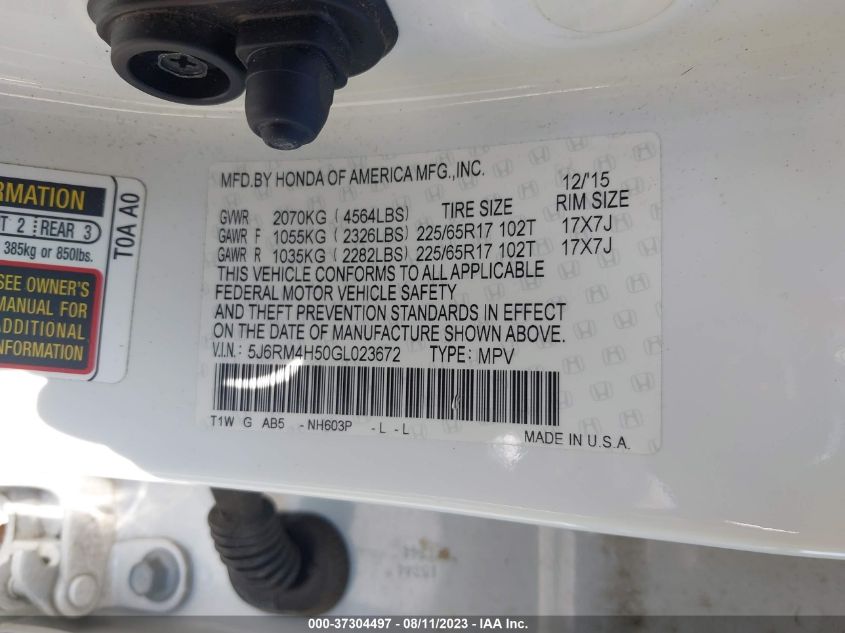 RMATION
T 2 REAR 3
385kg or 850lbs.
SEE OWNER'S
MANUAL FOR
ADDITIONAL
INFORMATION
T0A A0
MFD.BY HONDA OF AMERICA MFG.,INC. 12/15
GVWR 2070KG (4564LBS) TIRE SIZE RIM SIZE
GAWR F 1055KG (2326LBS) 225/65R17 102T 17X7J
GAWR R 1035KG (2282LBS) 225/65R17 102T 17X7J
THIS VEHICLE CONFORMS TO ALL APPLICABLE
FEDERAL MOTOR VEHICLE SAFETY
AND THEFT PREVENTION STANDARDS IN EFFECT
ON THE DATE OF MANUFACTURE SHOWN ABOVE.
V.I.N.: 5J6RM4H50GL023672 TYPE: MPV
T1W G AB5 -NH603P -L -L
MADE IN U.S.A.
000-37304497 - 08/11/2023 - IAA Inc.